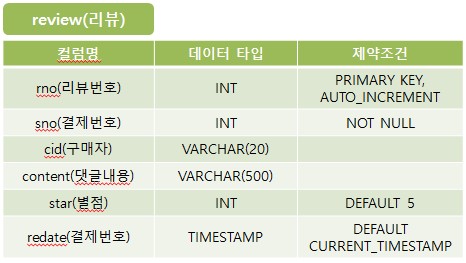 review(리뷰)
컬럼명 데이터 타입 제약조건
rno(리뷰번호) INT PRIMARY KEY,
AUTO_INCREMENT
sno(결제번호) INT NOT NULL
cid(구매자) VARCHAR(20)
content(댓글내용) VARCHAR(500)
star(별점) INT DEFAULT 5
redate(결제번호) TIMESTAMP DEFAULT
CURRENT_TIMESTAMP